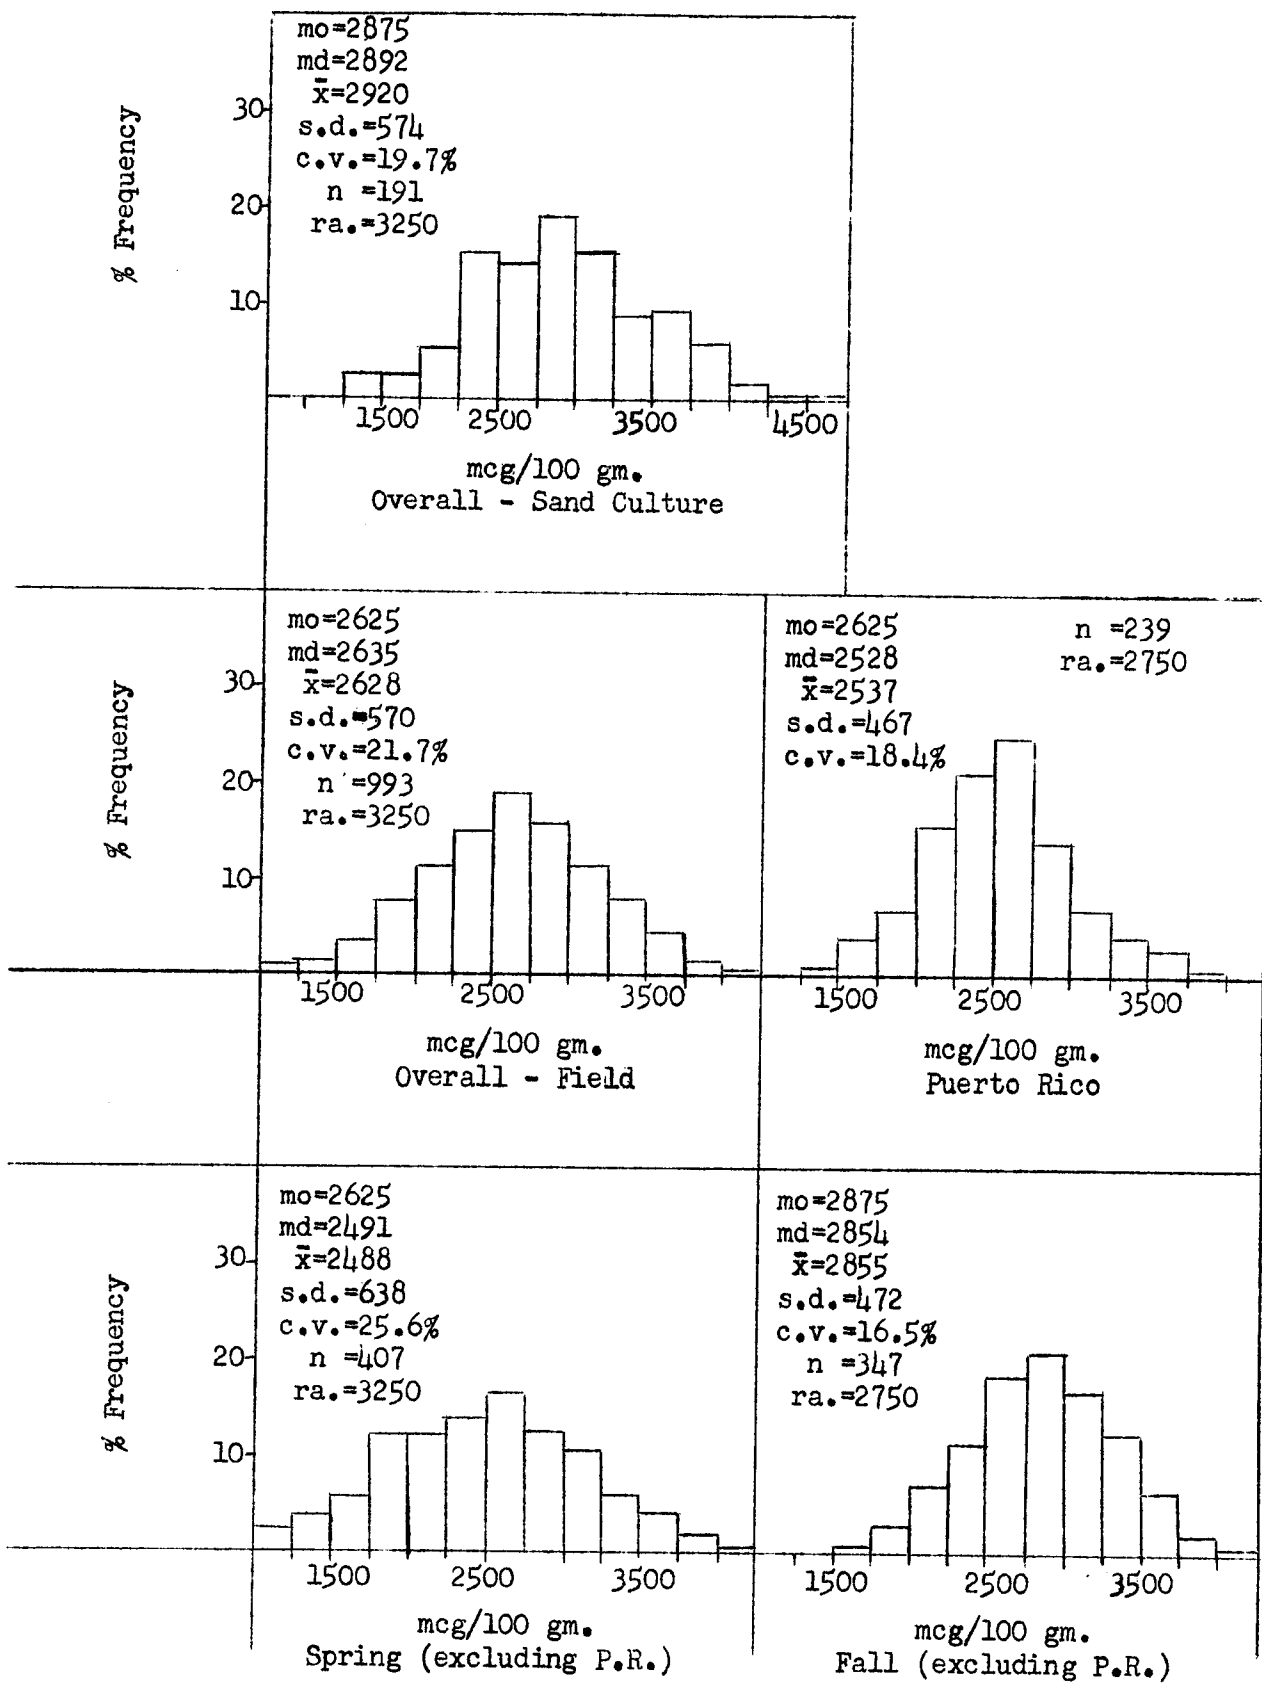 mo=2875
md=2892
x̄=2920
s.d.=574
c.v.=19.7%
n =191
ra.=3250
% Frequency
30
20
10
1500 2500 3500 4500
mcg/100 gm.
Overall - Sand Culture
mo=2625
md=2635
x̄=2628
s.d.=570
c.v.=21.7%
n =993
ra.=3250
% Frequency
30
20
10
1500 2500 3500
mcg/100 gm.
Overall - Field
mo=2625
md=2528
x̄=2537
s.d.=467
c.v.=18.4%
n =239
ra.=2750
1500 2500 3500
mcg/100 gm.
Puerto Rico
mo=2625
md=2491
x̄=2488
s.d.=638
c.v.=25.6%
n =407
ra.=3250
% Frequency
30
20
10
1500 2500 3500
mcg/100 gm.
Spring (excluding P.R.)
mo=2875
md=2854
x̄=2855
s.d.=472
c.v.=16.5%
n =347
ra.=2750
1500 2500 3500
mcg/100 gm.
Fall (excluding P.R.)